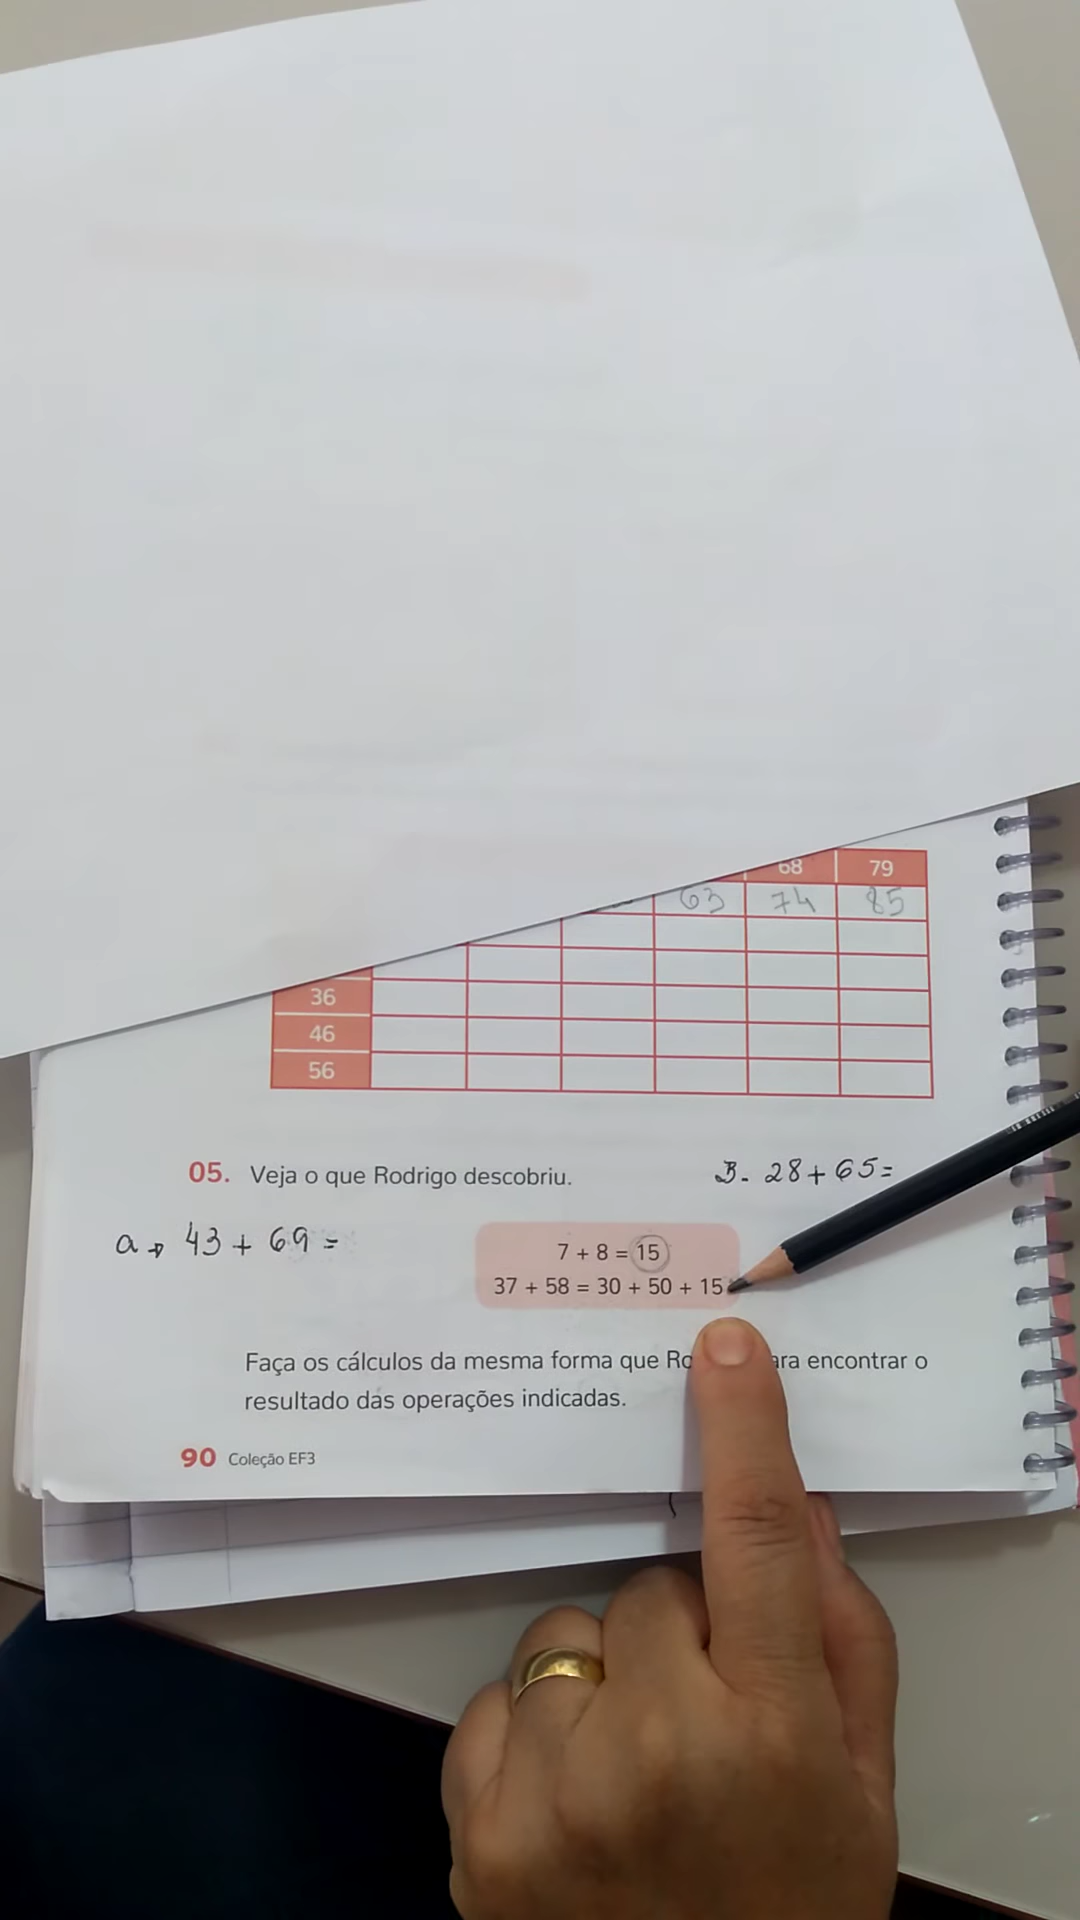 68 79
63 74 85
36
46
56
05. Veja o que Rodrigo descobriu.
B. 28+65=
a → 43 + 69 =
7 + 8 = 15
37 + 58 = 30 + 50 + 15
Faça os cálculos da mesma forma que para encontrar o
resultado das operações indicadas.
90 Coleção EF3